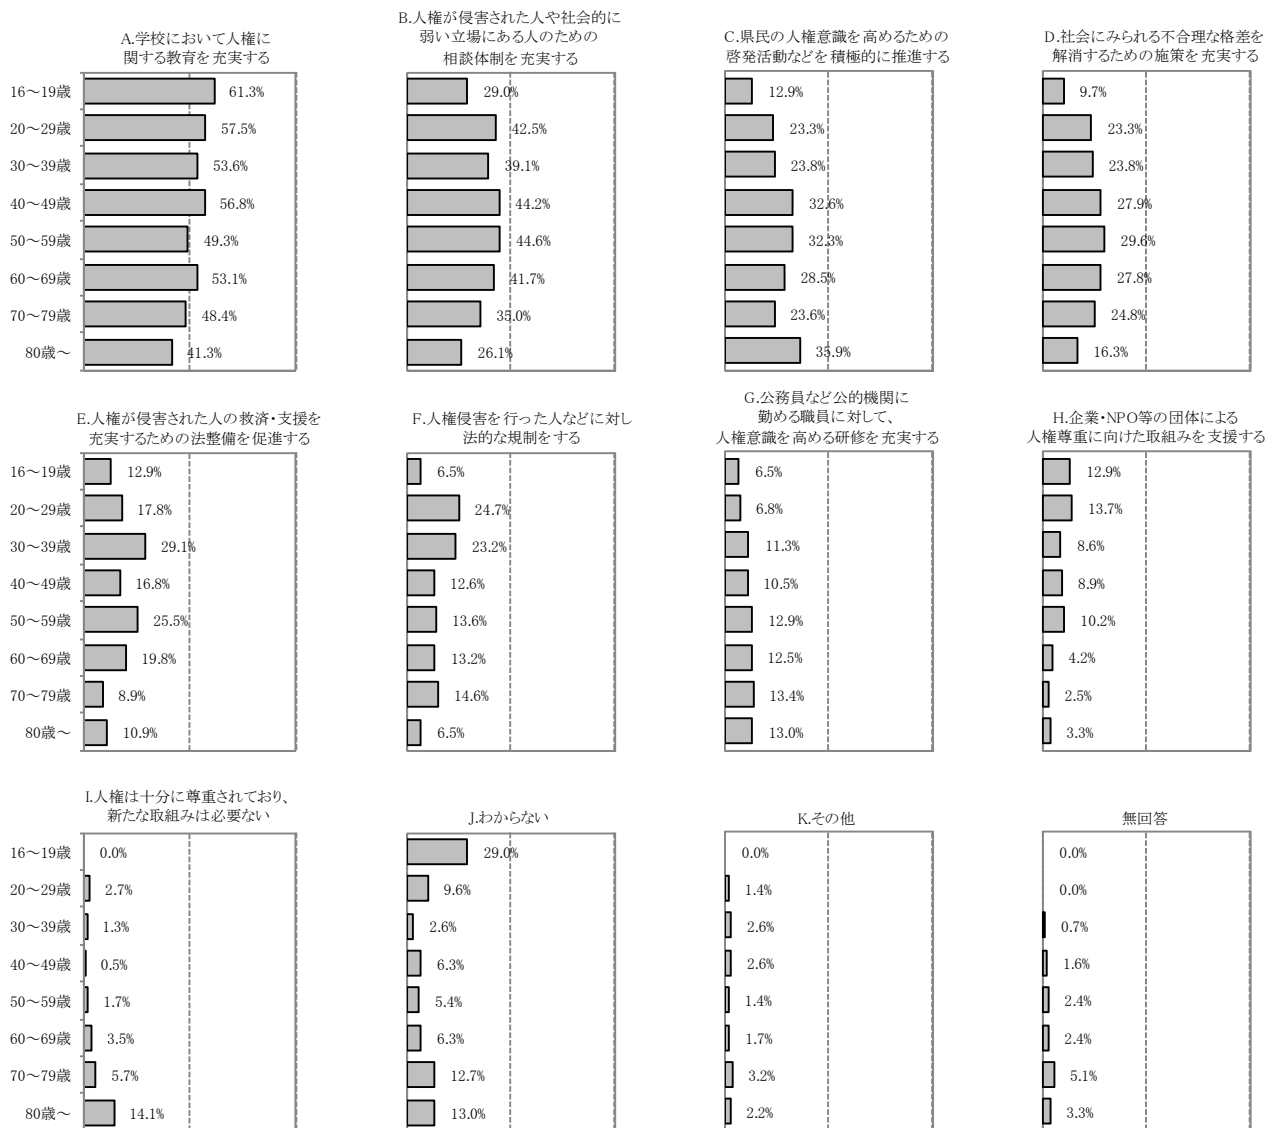 A.学校において人権に
関する教育を充実する
B.人権が侵害された人や社会的に
弱い立場にある人のための
相談体制を充実する
C.県民の人権意識を高めるための
啓発活動などを積極的に推進する
D.社会にみられる不合理な格差を
解消するための施策を充実する
16～19歳 61.3% 29.0% 12.9% 9.7%
20～29歳 57.5% 42.5% 23.3% 23.3%
30～39歳 53.6% 39.1% 23.8% 23.8%
40～49歳 56.8% 44.2% 32.6% 27.9%
50～59歳 49.3% 44.6% 32.3% 29.6%
60～69歳 53.1% 41.7% 28.5% 27.8%
70～79歳 48.4% 35.0% 23.6% 24.8%
80歳～ 41.3% 26.1% 35.9% 16.3%
E.人権が侵害された人の救済・支援を
充実するための法整備を促進する
F.人権侵害を行った人などに対し
法的な規制をする
G.公務員など公的機関に
勤める職員に対して、
人権意識を高める研修を充実する
H.企業・NPO等の団体による
人権尊重に向けた取組みを支援する
16～19歳 12.9% 6.5% 6.5% 12.9%
20～29歳 17.8% 24.7% 6.8% 13.7%
30～39歳 29.1% 23.2% 11.3% 8.6%
40～49歳 16.8% 12.6% 10.5% 8.9%
50～59歳 25.5% 13.6% 12.9% 10.2%
60～69歳 19.8% 13.2% 12.5% 4.2%
70～79歳 8.9% 14.6% 13.4% 2.5%
80歳～ 10.9% 6.5% 13.0% 3.3%
I.人権は十分に尊重されており、
新たな取組みは必要ない
J.わからない
K.その他
無回答
16～19歳 0.0% 29.0% 0.0% 0.0%
20～29歳 2.7% 9.6% 1.4% 0.0%
30～39歳 1.3% 2.6% 2.6% 0.7%
40～49歳 0.5% 6.3% 2.6% 1.6%
50～59歳 1.7% 5.4% 1.4% 2.4%
60～69歳 3.5% 6.3% 1.7% 2.4%
70～79歳 5.7% 12.7% 3.2% 5.1%
80歳～ 14.1% 13.0% 2.2% 3.3%